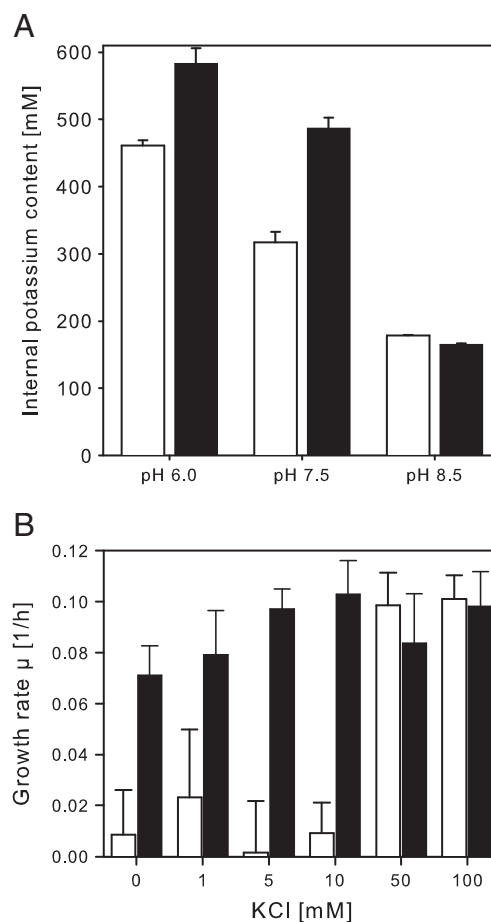 A
Internal potassium content [mM]
600
500
400
300
200
100
0
pH 6.0 pH 7.5 pH 8.5
B
Growth rate µ [1/h]
0.12
0.10
0.08
0.06
0.04
0.02
0.00
0 1 5 10 50 100
KCl [mM]